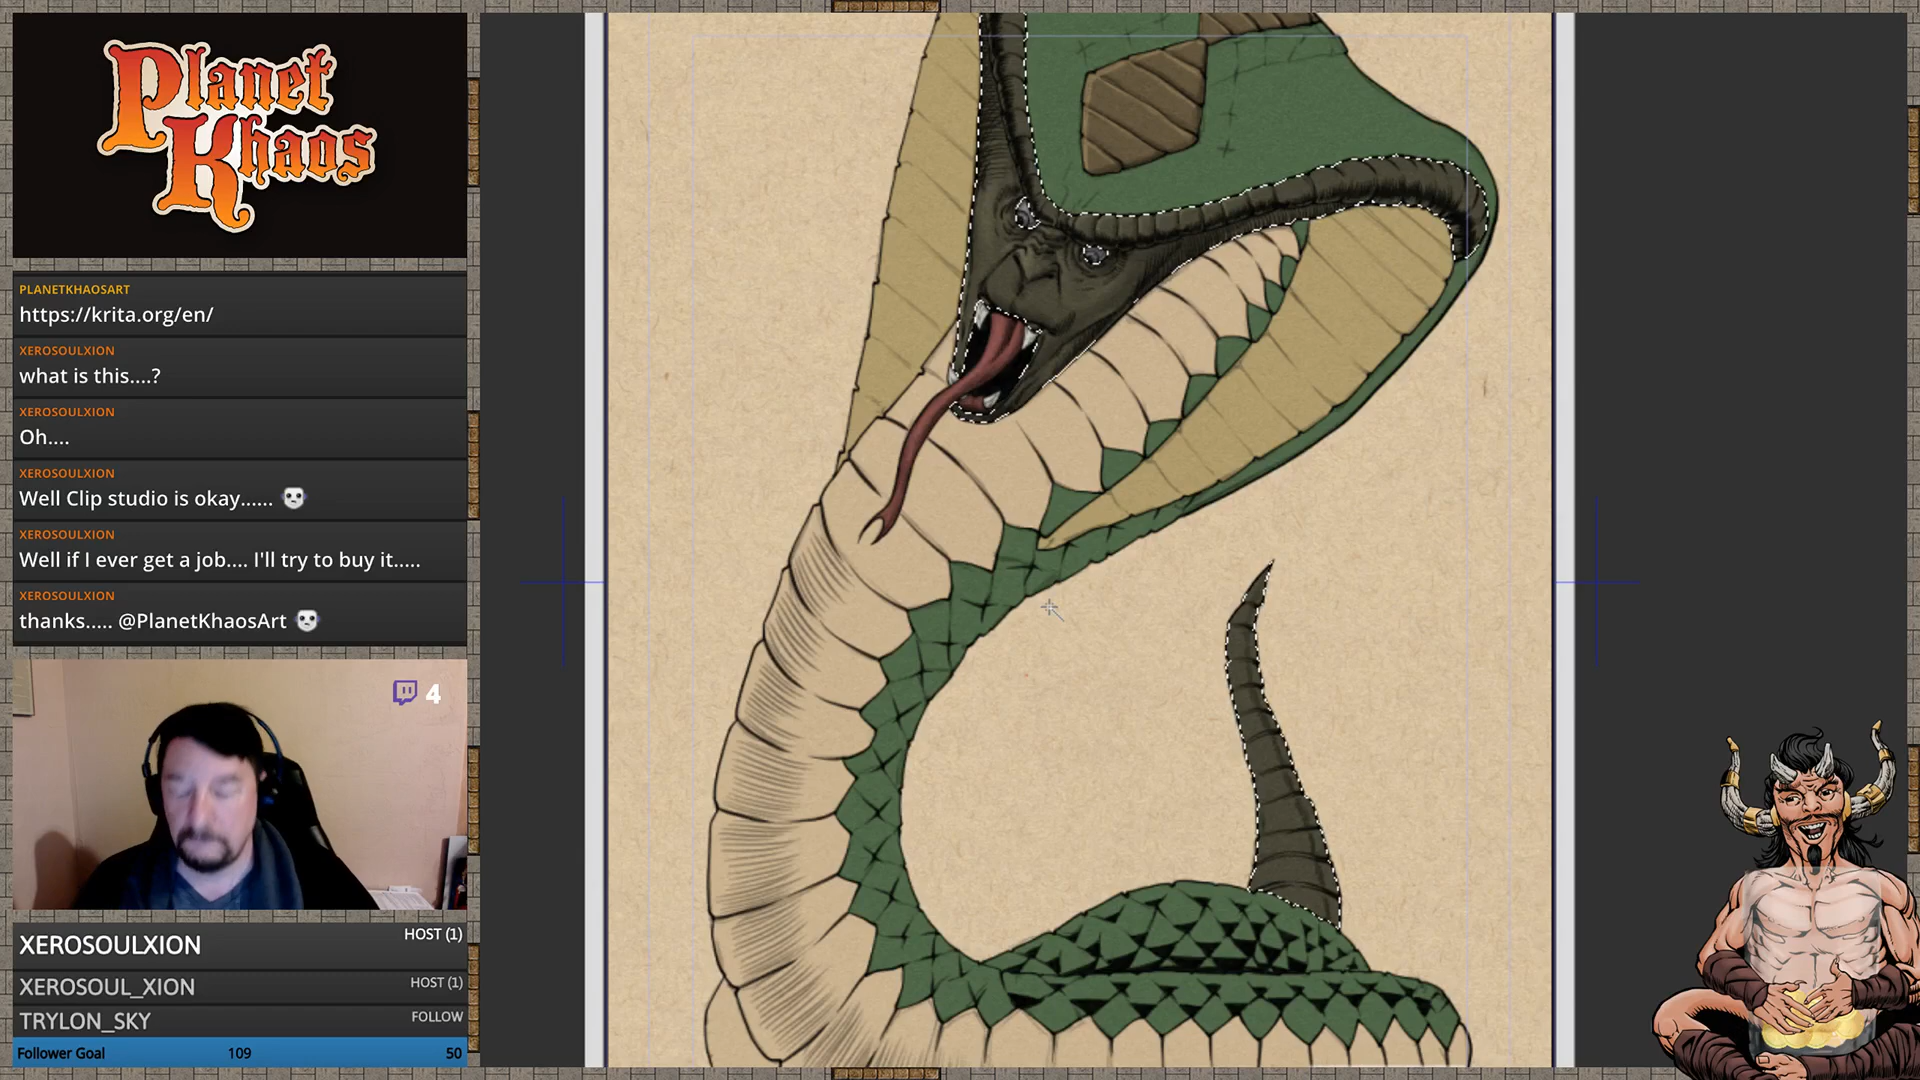 Planet
Khaos
PLANETKHAOSART
https://krita.org/en/
XEROSOULXION
what is this....?
XEROSOULXION
Oh....
XEROSOULXION
Well Clip studio is okay......
XEROSOULXION
Well if I ever get a job.... I'll try to buy it.....
XEROSOULXION
thanks..... @PlanetKhaosArt
4
XEROSOULXION HOST (1)
XEROSOUL_XION HOST (1)
TRYLON_SKY FOLLOW
Follower Goal 109 50